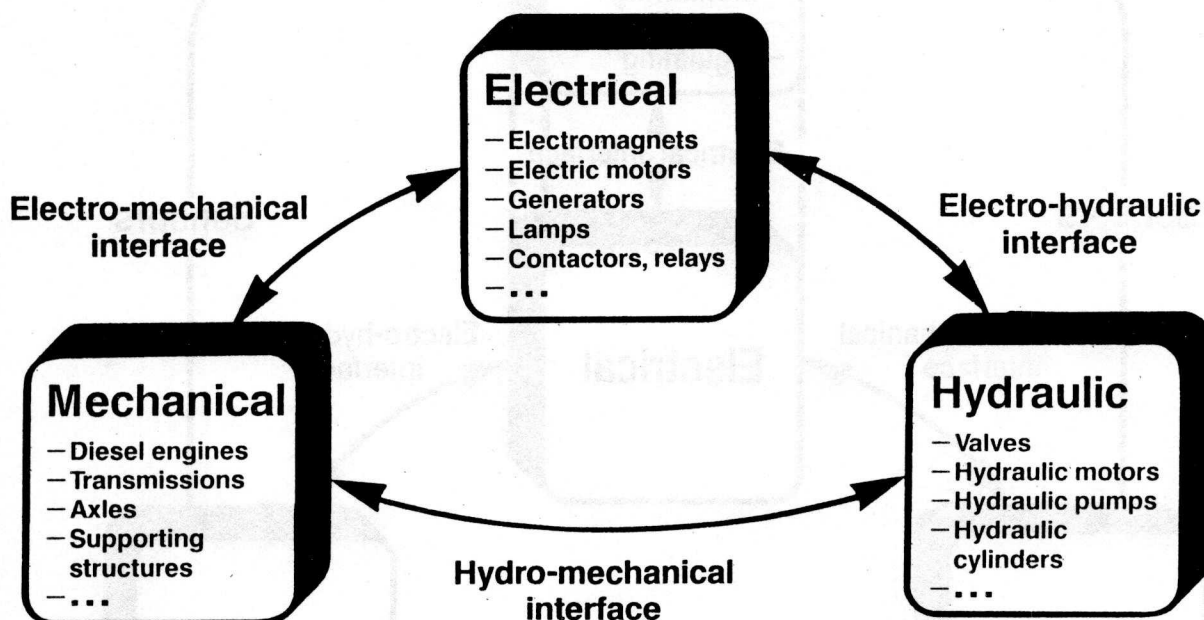 Electrical
– Electromagnets
– Electric motors
– Generators
– Lamps
– Contactors, relays
– ...
Electro-mechanical
interface
Electro-hydraulic
interface
Mechanical
– Diesel engines
– Transmissions
– Axles
– Supporting
structures
– ...
Hydraulic
– Valves
– Hydraulic motors
– Hydraulic pumps
– Hydraulic
cylinders
– ...
Hydro-mechanical
interface